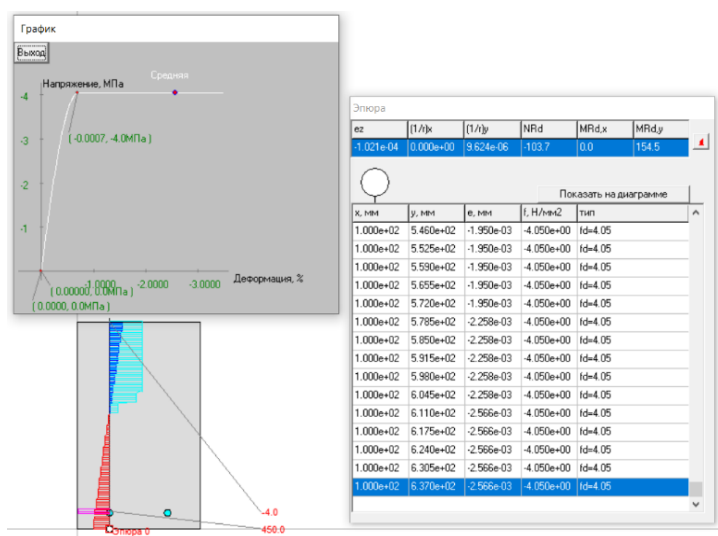 График
Выход
Напряжение, МПа
Средняя
-4
( -0.0007, -4.0МПа )
-3
-2
-1
-1.0000 -2.0000 -3.0000 Деформация, %
( 0.00000, 0.0МПа )
( 0.0000, 0.0МПа )
Эпюра
ez (1/r)x (1/r)y NRd MRd,x MRd,y
-1.021e-04 0.000e+00 9.624e-06 -103.7 0.0 154.5
Показать на диаграмме
x, мм y, мм e, мм f, Н/мм2 тип
1.000e+02 5.460e+02 -1.950e-03 -4.050e+00 fd=4.05
1.000e+02 5.525e+02 -1.950e-03 -4.050e+00 fd=4.05
1.000e+02 5.590e+02 -1.950e-03 -4.050e+00 fd=4.05
1.000e+02 5.655e+02 -1.950e-03 -4.050e+00 fd=4.05
1.000e+02 5.720e+02 -1.950e-03 -4.050e+00 fd=4.05
1.000e+02 5.785e+02 -2.258e-03 -4.050e+00 fd=4.05
1.000e+02 5.850e+02 -2.258e-03 -4.050e+00 fd=4.05
1.000e+02 5.915e+02 -2.258e-03 -4.050e+00 fd=4.05
1.000e+02 5.980e+02 -2.258e-03 -4.050e+00 fd=4.05
1.000e+02 6.045e+02 -2.566e-03 -4.050e+00 fd=4.05
1.000e+02 6.110e+02 -2.566e-03 -4.050e+00 fd=4.05
1.000e+02 6.175e+02 -2.566e-03 -4.050e+00 fd=4.05
1.000e+02 6.240e+02 -2.566e-03 -4.050e+00 fd=4.05
1.000e+02 6.305e+02 -2.566e-03 -4.050e+00 fd=4.05
1.000e+02 6.370e+02 -2.566e-03 -4.050e+00 fd=4.05
-4.0
450.0
Эпюра 0